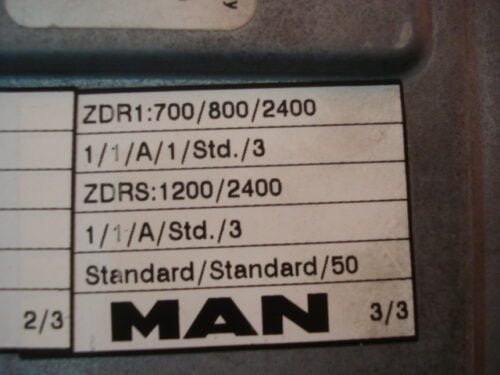 y
ZDR1:700/800/2400
1/1/A/1/Std./3
ZDRS:1200/2400
1/1/A/Std./3
Standard/Standard/50
2/3
MAN 3/3